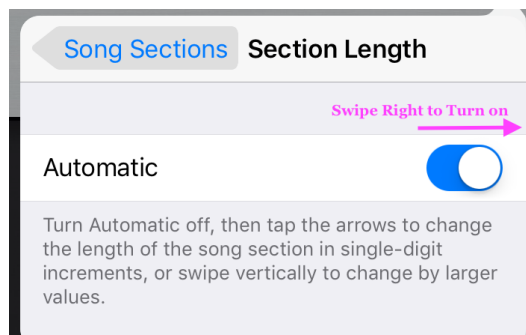 Song Sections Section Length
Swipe Right to Turn on
Automatic
Turn Automatic off, then tap the arrows to change
the length of the song section in single-digit
increments, or swipe vertically to change by larger
values.